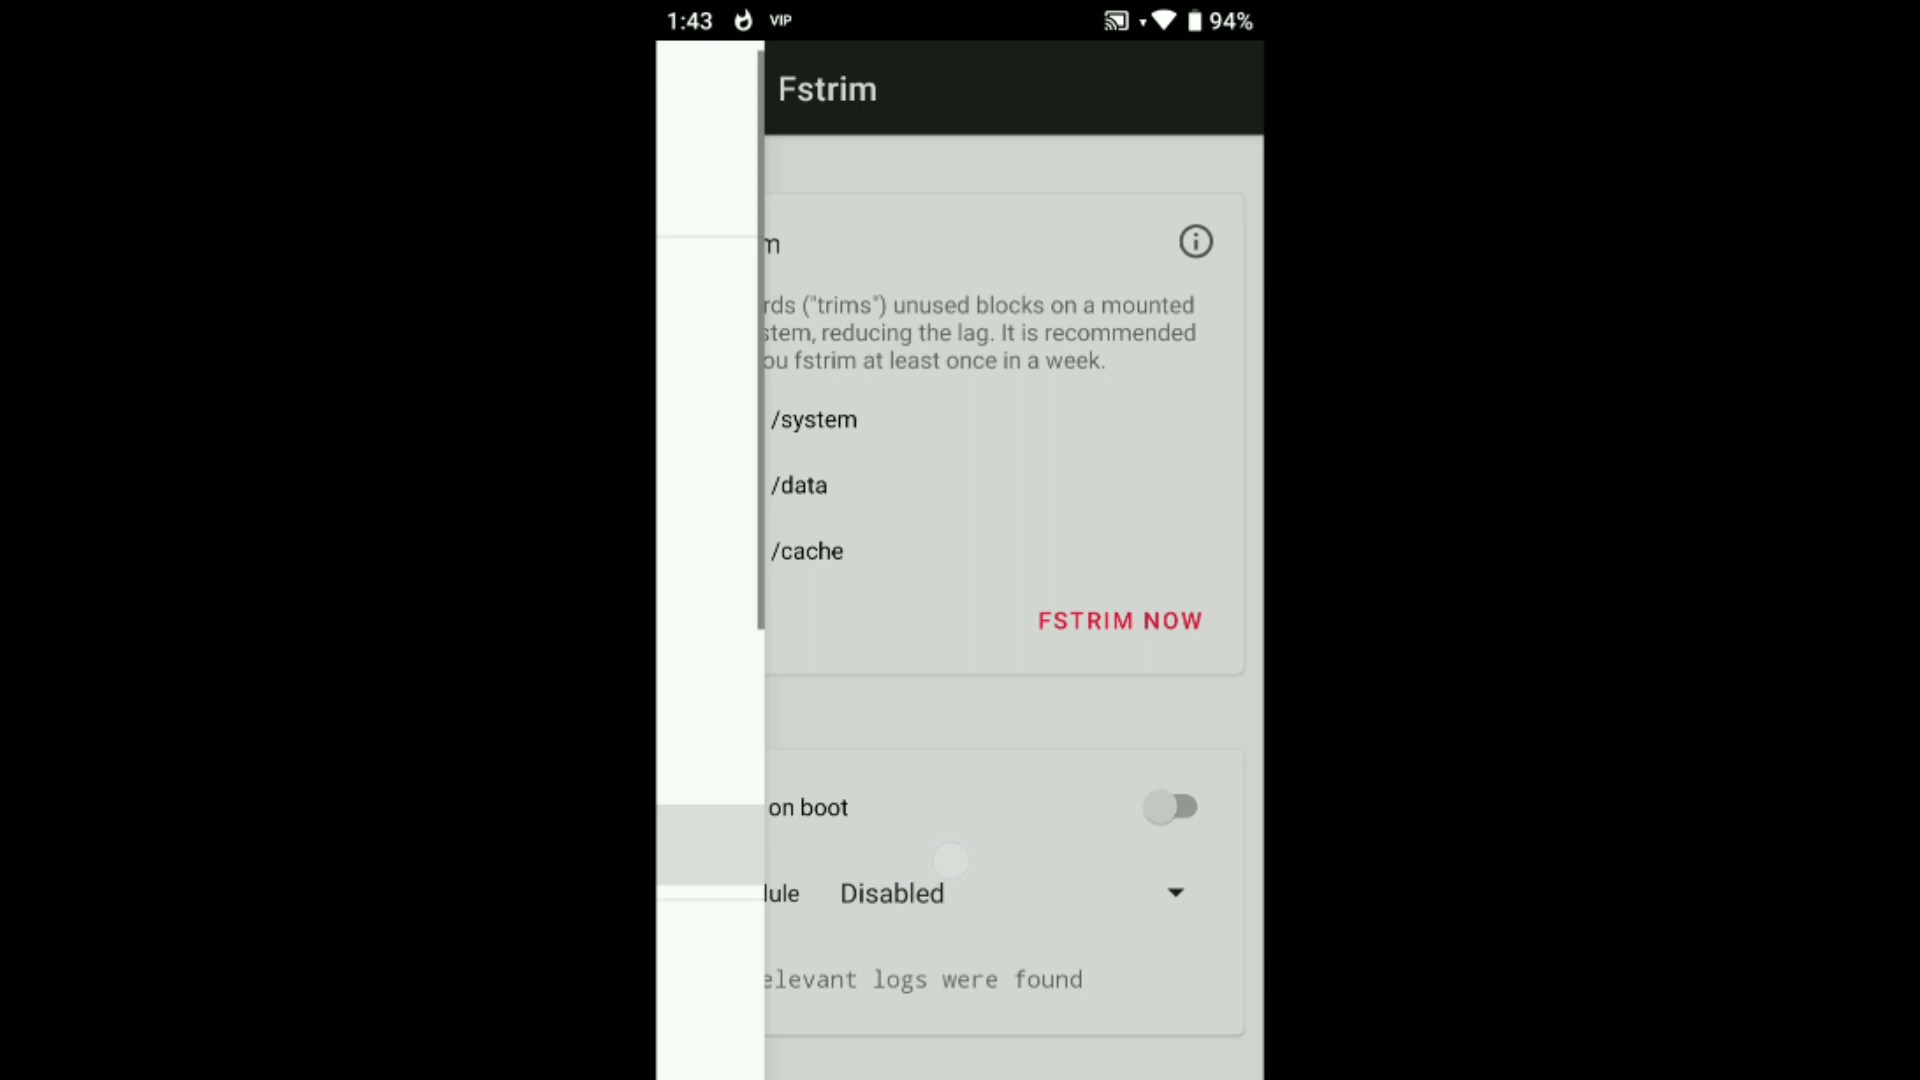 1:43 VIP 94%
Fstrim
m
rds ("trims") unused blocks on a mounted
stem, reducing the lag. It is recommended
ou fstrim at least once in a week.
/system
/data
/cache
FSTRIM NOW
on boot
lule Disabled
elevant logs were found